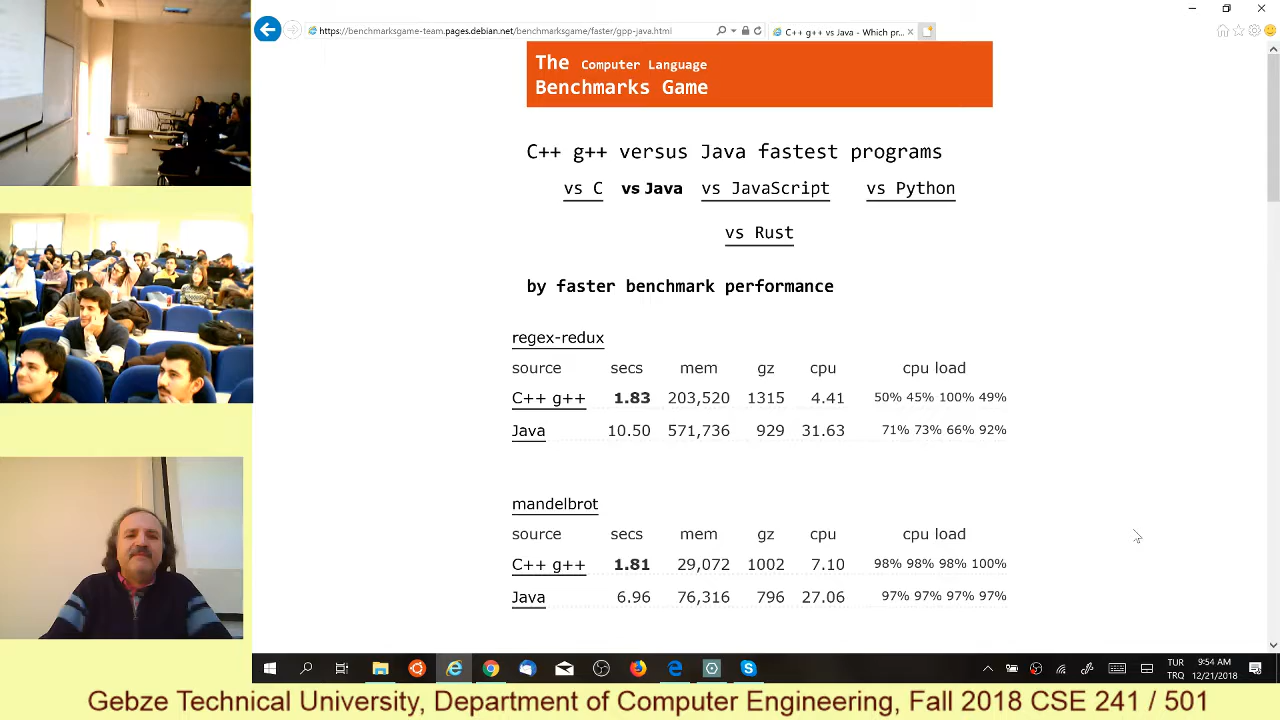 https://benchmarksgame-team.pages.debian.net/benchmarksgame/faster/gpp-java.html
C++ g++ vs Java - Which pr...
The Computer Language
Benchmarks Game
C++ g++ versus Java fastest programs
vs C vs Java vs JavaScript vs Python
vs Rust
by faster benchmark performance
regex-redux
source secs mem gz cpu cpu load
C++ g++ 1.83 203,520 1315 4.41 50% 45% 100% 49%
Java 10.50 571,736 929 31.63 71% 73% 66% 92%
mandelbrot
source secs mem gz cpu cpu load
C++ g++ 1.81 29,072 1002 7.10 98% 98% 98% 100%
Java 6.96 76,316 796 27.06 97% 97% 97% 97%
TUR 9:54 AM
TRQ 12/21/2018
Gebze Technical University, Department of Computer Engineering, Fall 2018 CSE 241 / 501